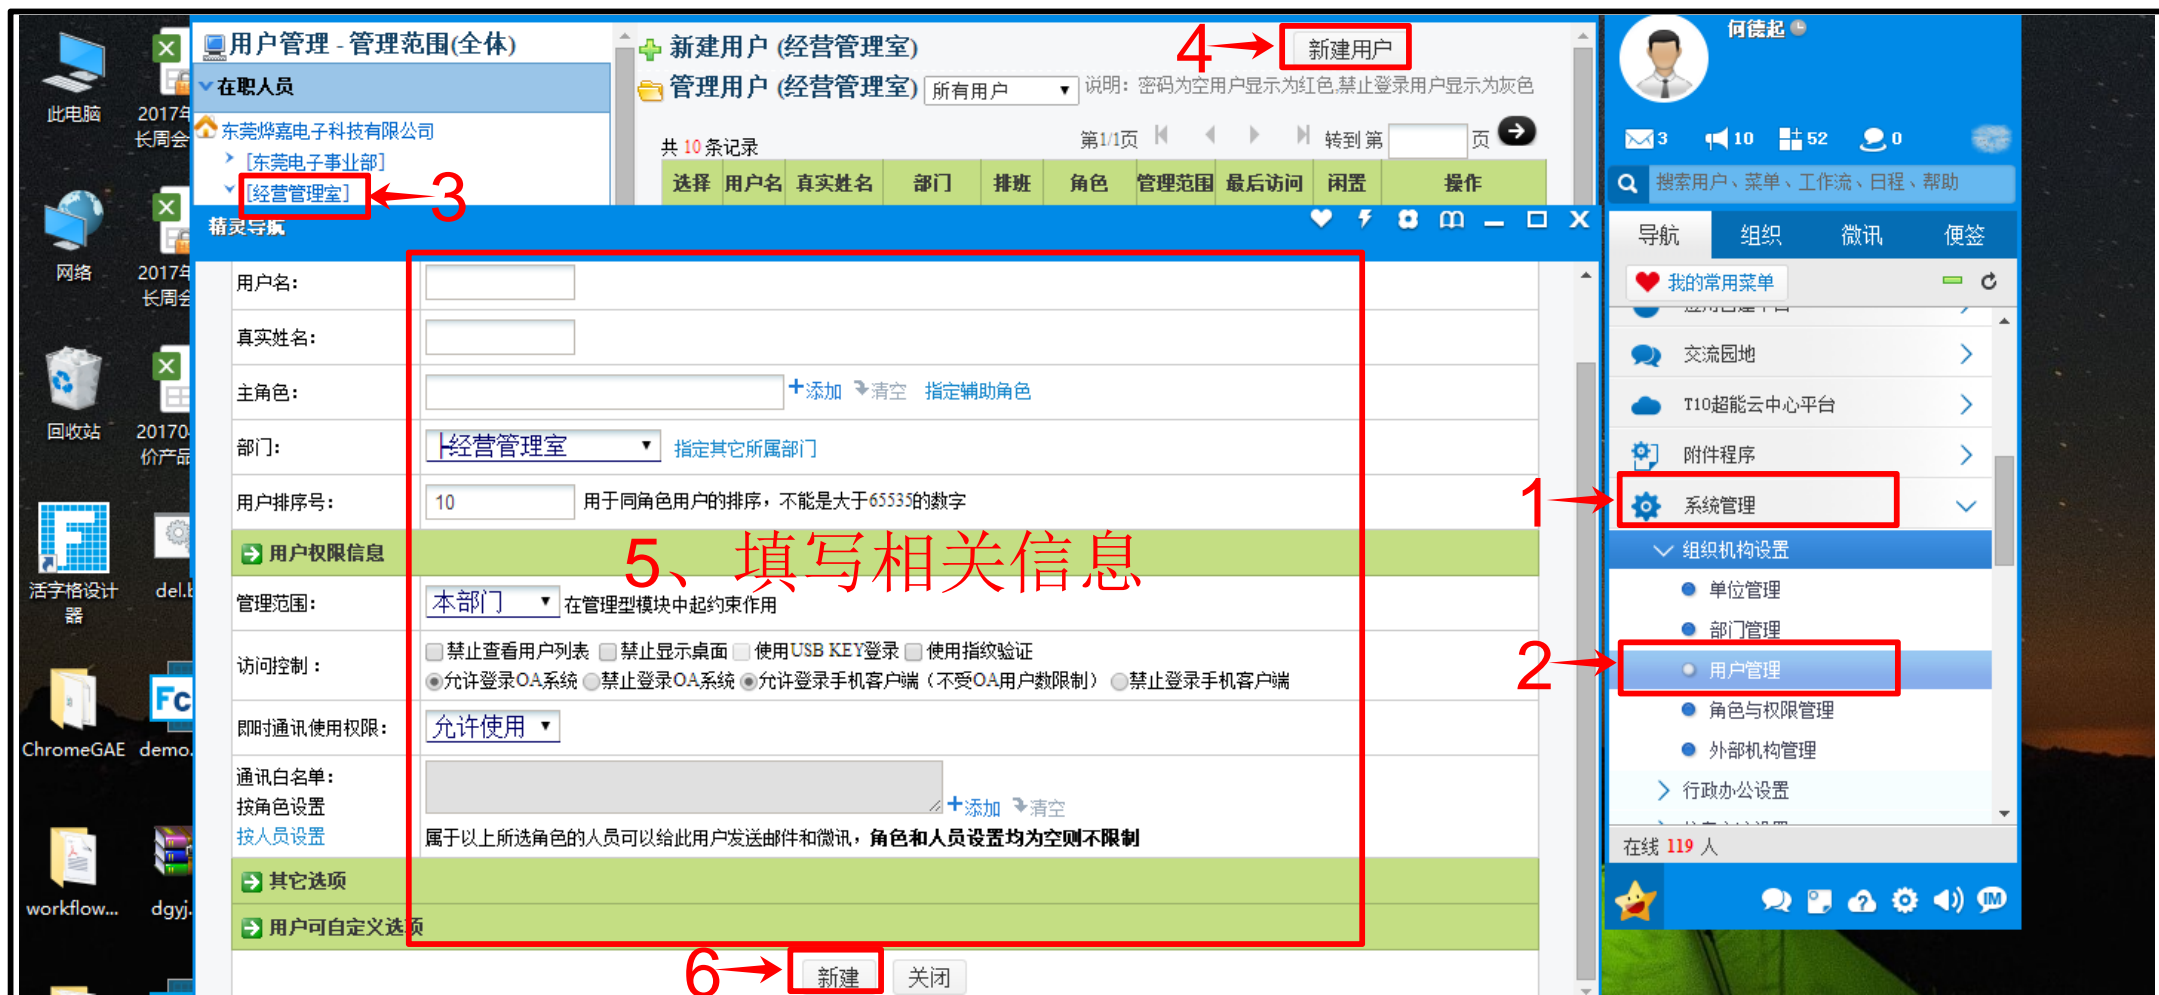 此电脑
2017年
长周会
网络
2017年
长周会
回收站
20170
价产品
活字格设计
器
del.b
ChromeGAE
demo.
workflow...
dgyj.
用户管理 - 管理范围(全体)
在职人员
东莞烨嘉电子科技有限公司
[东莞电子事业部]
[经营管理室]
3
新建用户 (经营管理室)
4
新建用户
管理用户 (经营管理室) 所有用户 说明：密码为空用户显示为红色,禁止登录用户显示为灰色
共 10 条记录
第1/1页 转到 第 页
选择 用户名 真实姓名 部门 排班 角色 管理范围 最后访问 闲置 操作
精灵导航
用户名：
真实姓名：
主角色： 添加 清空 指定辅助角色
部门： ├经营管理室 指定其它所属部门
用户排序号： 10 用于同角色用户的排序，不能是大于65535的数字
用户权限信息
5、填写相关信息
管理范围： 本部门 在管理型模块中起约束作用
访问控制： 禁止查看用户列表 禁止显示桌面 使用USB KEY登录 使用指纹验证
允许登录OA系统 禁止登录OA系统 允许登录手机客户端（不受OA用户数限制） 禁止登录手机客户端
即时通讯使用权限： 允许使用
通讯白名单：
按角色设置
添加 清空
按人员设置
属于以上所选角色的人员可以给此用户发送邮件和微讯，角色和人员设置均为空则不限制
其它选项
用户可自定义选项
6
新建 关闭
何德起
3 10 52 0
搜索用户、菜单、工作流、日程、帮助
导航 组织 微讯 便签
我的常用菜单
交流园地
T10超能云中心平台
附件程序
1
系统管理
组织机构设置
单位管理
部门管理
2
用户管理
角色与权限管理
外部机构管理
行政办公设置
在线 119 人
IM